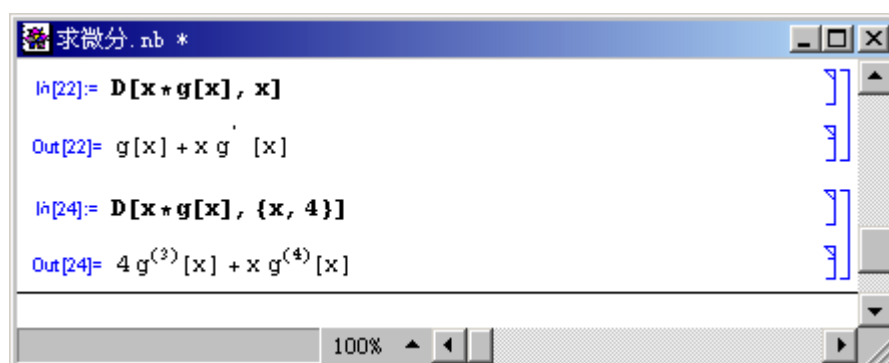 求微分.nb *
In[22]:= D[x*g[x], x]
Out[22]= g[x] + x g′[x]
In[24]:= D[x*g[x], {x, 4}]
Out[24]= 4 g⁽³⁾[x] + x g⁽⁴⁾[x]
100%